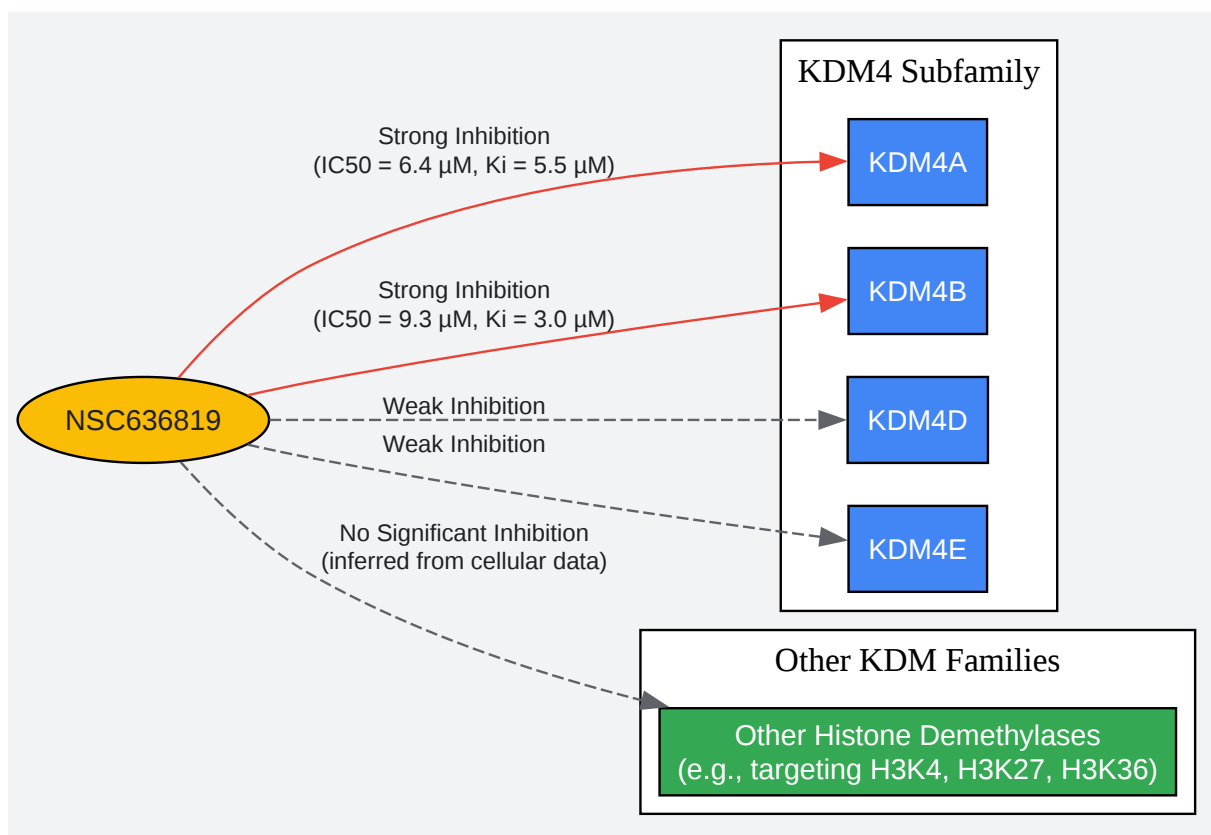 KDM4 Subfamily
Strong Inhibition
(IC50 = 6.4 µM, Ki = 5.5 µM)
KDM4A
Strong Inhibition
(IC50 = 9.3 µM, Ki = 3.0 µM)
KDM4B
NSC636819
Weak Inhibition
KDM4D
Weak Inhibition
KDM4E
No Significant Inhibition
(inferred from cellular data)
Other KDM Families
Other Histone Demethylases
(e.g., targeting H3K4, H3K27, H3K36)